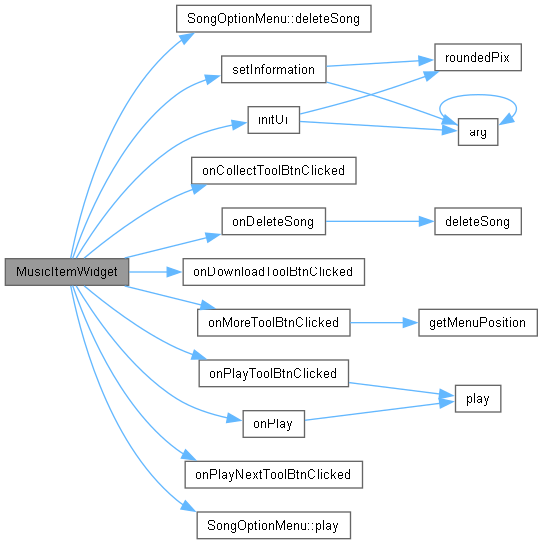 SongOptionMenu::deleteSong
roundedPix
setInformation
initUi
arg
onCollectToolBtnClicked
onDeleteSong
deleteSong
MusicItemWidget
onDownloadToolBtnClicked
onMoreToolBtnClicked
getMenuPosition
onPlayToolBtnClicked
play
onPlay
onPlayNextToolBtnClicked
SongOptionMenu::play